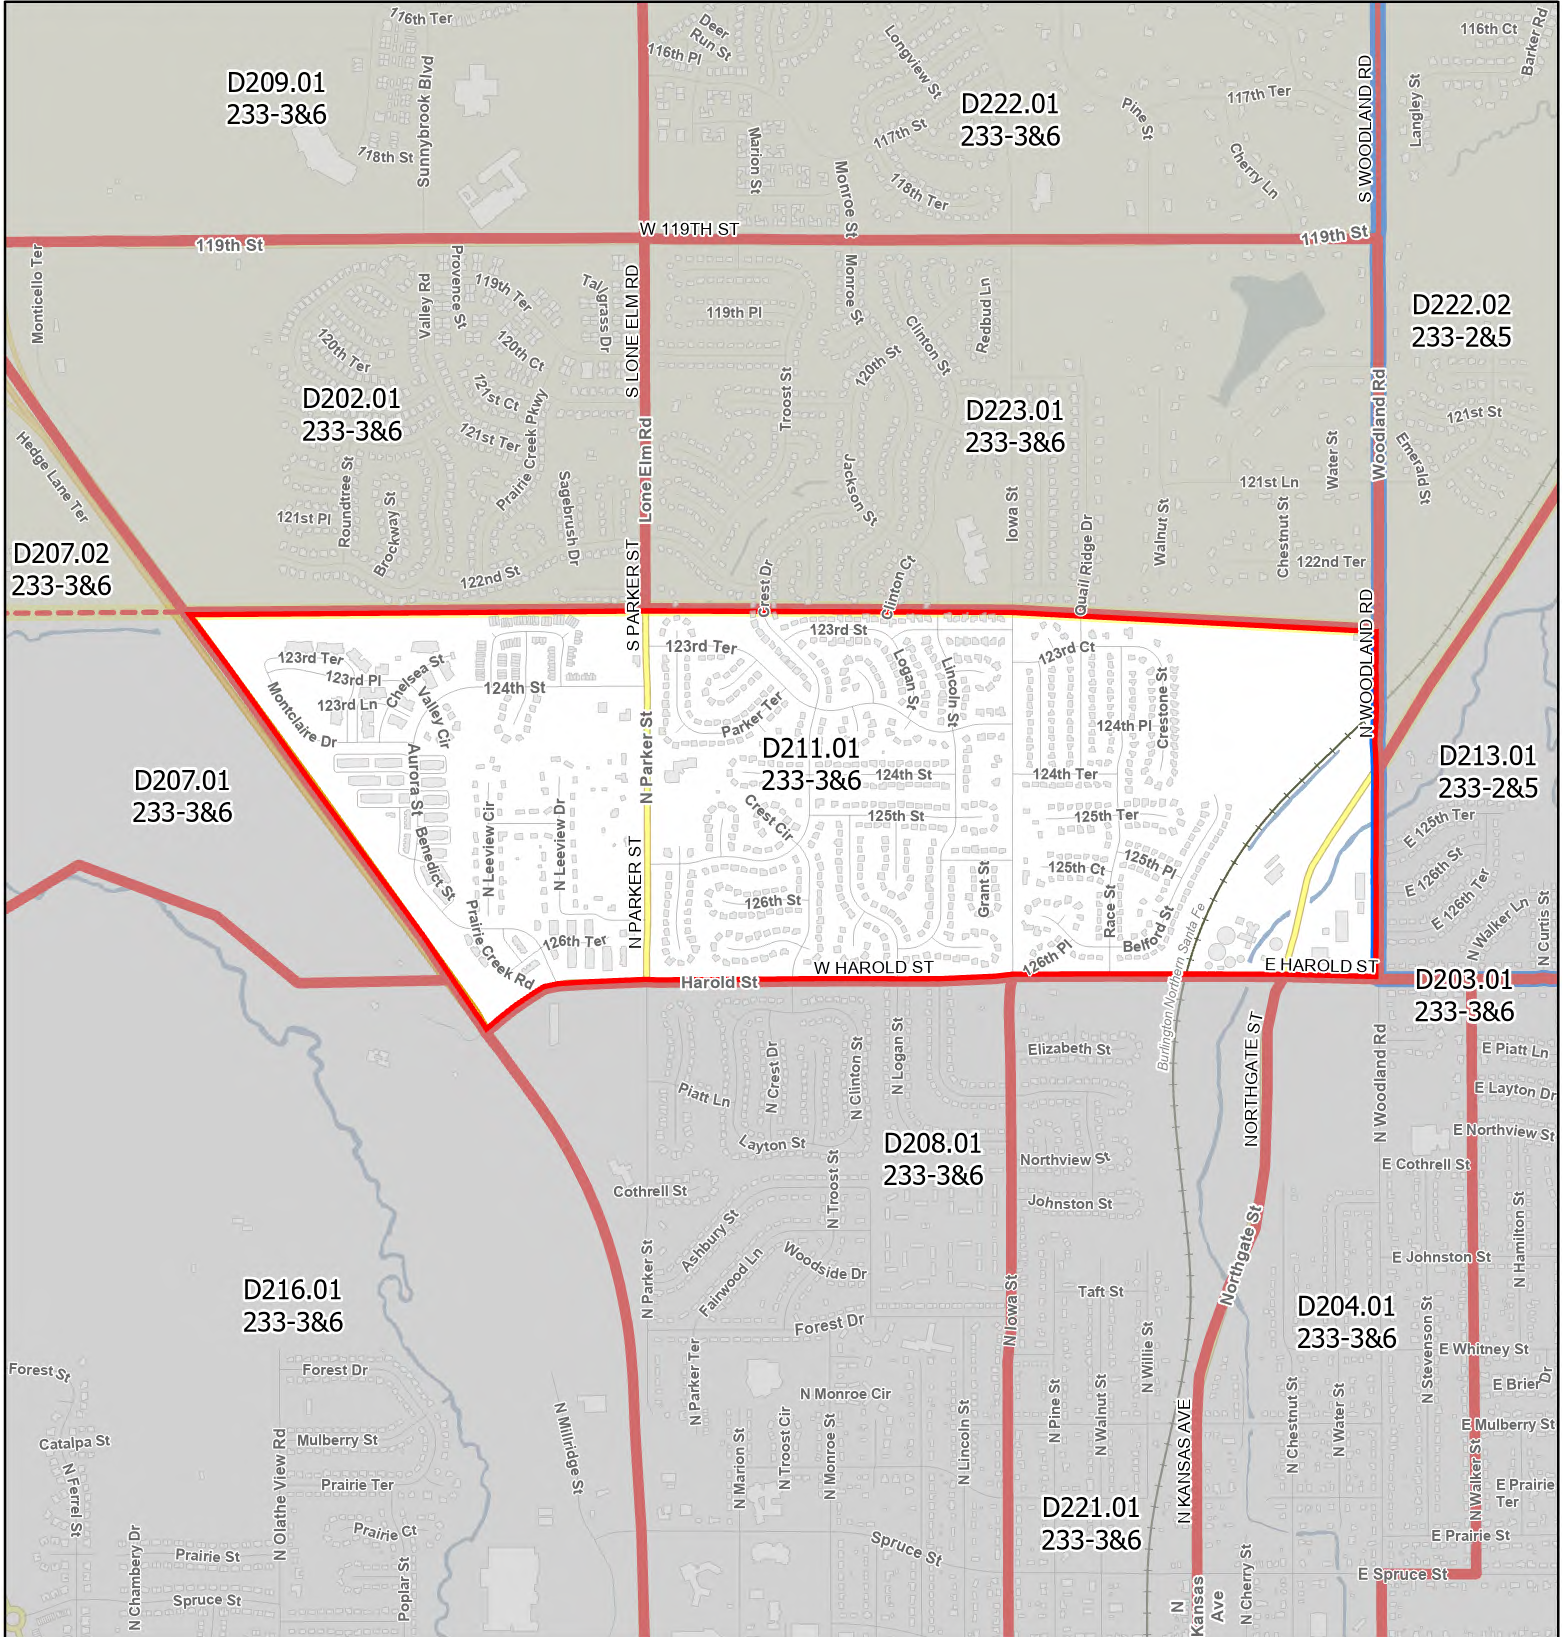 116th Ter
Deer
Run St
116th Pl
Longview St
116th Ct
Barker Rd
D209.01
233-3&6
Sunnybrook Blvd
118th St
Marion St
Monroe St
117th St
118th Ter
D222.01
233-3&6
Pine St
117th Ter
Cherry Ln
S WOODLAND RD
Langley St
W 119TH ST
119th St
119th St
Monticello Ter
Valley Rd
Provence St
119th Ter
Tallgrass Dr
S LONE ELM RD
119th Pl
Monroe St
Clinton St
Redbud Ln
D222.02
233-2&5
120th Ter
120th Ct
120th St
Troost St
D202.01
233-3&6
121st Ct
121st Ter
Prairie Creek Pkwy
Lone Elm Rd
D223.01
233-3&6
Woodland Rd
121st St
Emerald St
Water St
Hedge Lane Ter
Roundtree St
121st Pl
Brockway St
Sagebrush Dr
Jackson St
Iowa St
Quail Ridge Dr
Walnut St
121st Ln
Chestnut St
122nd Ter
D207.02
233-3&6
122nd St
S PARKER ST
Crest Dr
Clinton Ct
N WOODLAND RD
123rd Ter
123rd Pl
123rd Ln
Chelsea St
Valley Cir
Montclaire Dr
124th St
123rd Ter
123rd St
Parker Ter
Logan St
Lincoln St
123rd Ct
124th Pl
Crestone St
N Parker St
D211.01
233-3&6
124th St
124th Ter
D207.01
233-3&6
Aurora St
Benedict St
N Leeview Cir
N Leeview Dr
Crest Cir
125th St
125th Ter
D213.01
233-2&5
E 125th Ter
E 126th St
E 126th Ter
N Walker Ln
N Curtis St
N PARKER ST
125th Ct
125th Pl
Grant St
Race St
Belford St
126th St
126th Ter
Prairie Creek Rd
126th Pl
Burlington Northern Santa Fe
W HAROLD ST
Harold St
E HAROLD ST
D203.01
233-3&6
Elizabeth St
NORTHGATE ST
N Woodland Rd
E Piatt Ln
E Layton Dr
Piatt Ln
N Crest Dr
N Clinton St
N Logan St
Layton St
D208.01
233-3&6
Northview St
E Northview St
E Cothrell St
Cothrell St
N Troost St
Johnston St
N Hamilton St
Ashbury St
Fairwood Ln
Woodside Dr
N Parker St
Northgate St
E Johnston St
D216.01
233-3&6
Taft St
N Iowa St
Forest Dr
D204.01
233-3&6
N Stevenson St
E Whitney St
Forest St
Forest Dr
N Parker Ter
N Monroe Cir
N Willie St
E Brier Dr
N Millridge St
N Pine St
N Walnut St
N KANSAS AVE
N Chestnut St
N Water St
E Mulberry St
Catalpa St
Mulberry St
N Olathe View Rd
N Ferrel St
Prairie Ter
N Marion St
N Troost Cir
N Monroe St
N Lincoln St
N Walker St
E Prairie
Ter
D221.01
233-3&6
N Chambery Dr
Prairie St
Prairie Ct
Spruce St
E Prairie St
Spruce St
Poplar St
N
Kansas
Ave
N Cherry St
E Spruce St